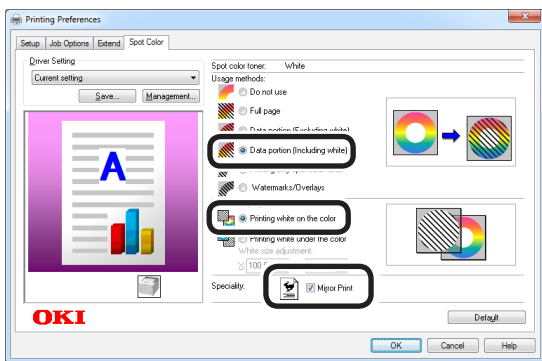 Printing Preferences
Setup Job Options Extend Spot Color
Driver Setting
Current setting
Save... Management...
Spot color toner: White
Usage methods:
Do not use
Full page
Data portion (Excluding white)
Data portion (Including white)
Watermarks/Overlays
Printing white on the color
Printing white under the color
White size adjustment:
Speciality: Mirror Print
A
OKI
Default
OK Cancel Help